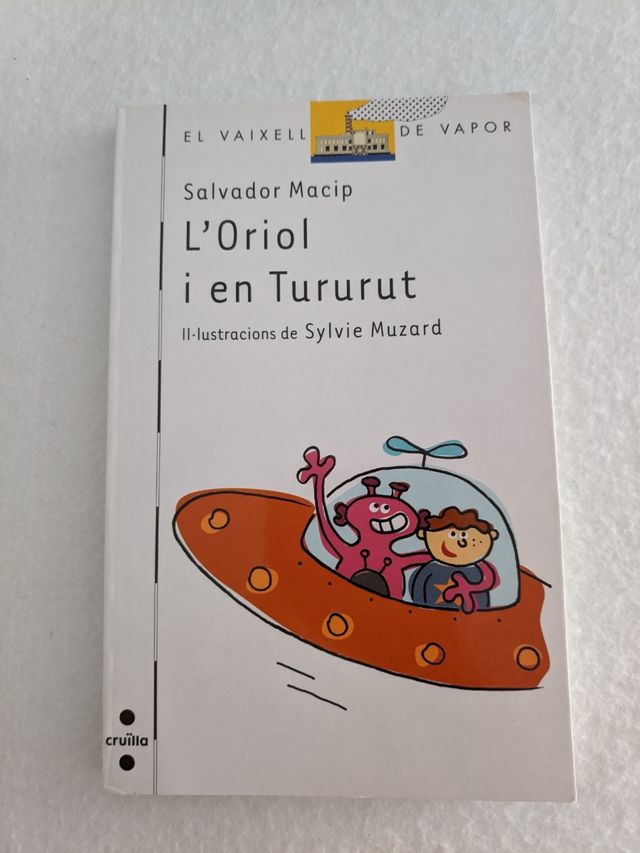 EL VAIXELL DE VAPOR
Salvador Macip
L'Oriol
i en Tururut
Il·lustracions de Sylvie Muzard
cruïlla